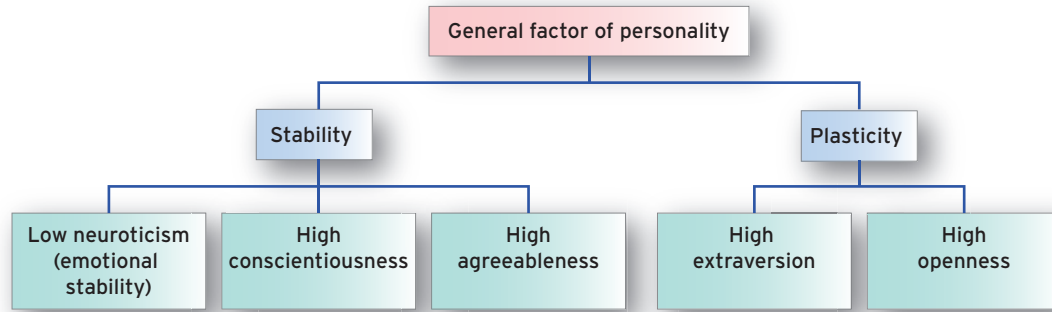 General factor of personality
Stability
Plasticity
Low neuroticism
(emotional
stability)
High
conscientiousness
High
agreeableness
High
extraversion
High
openness